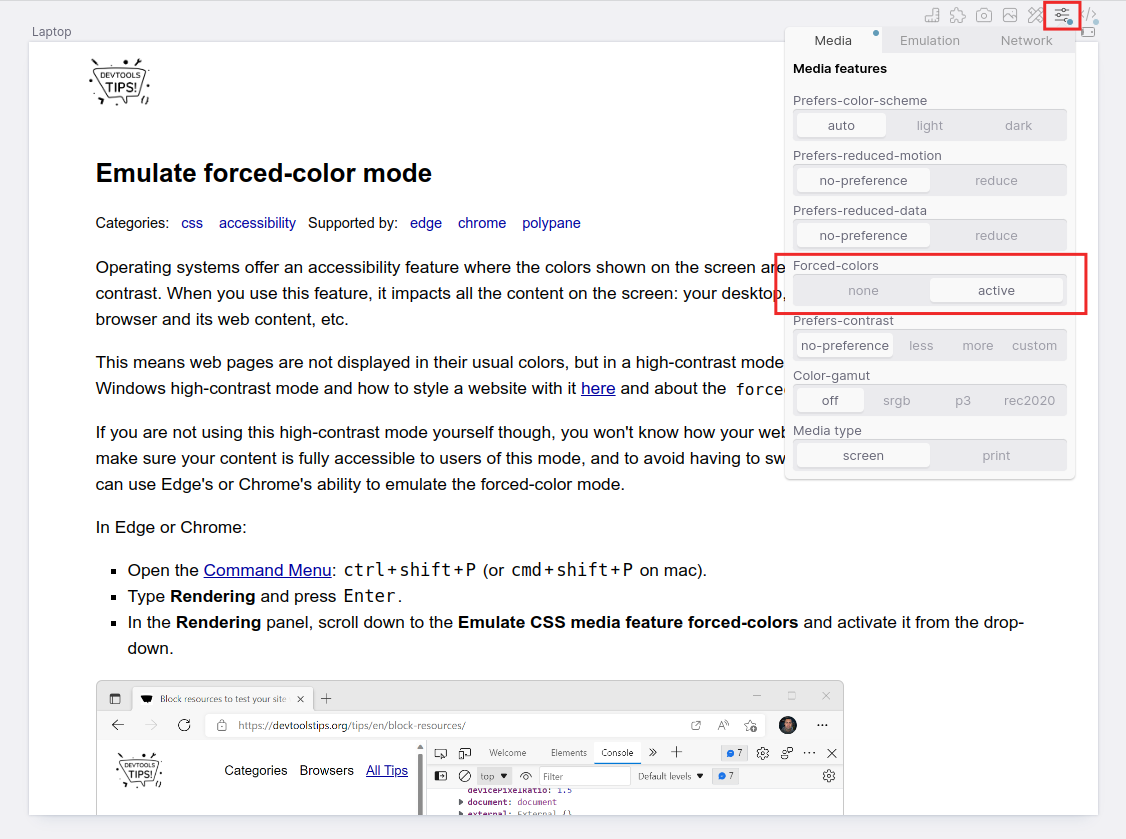 Laptop
DEVTOOLS
TIPS!
Media
Emulation
Network
Media features
Prefers-color-scheme
auto
light
dark
Prefers-reduced-motion
no-preference
reduce
Prefers-reduced-data
no-preference
reduce
Forced-colors
none
active
Prefers-contrast
no-preference
less
more
custom
Color-gamut
off
srgb
p3
rec2020
Media type
screen
print
Emulate forced-color mode
Categories: css accessibility Supported by: edge chrome polypane
Operating systems offer an accessibility feature where the colors shown on the screen are
contrast. When you use this feature, it impacts all the content on the screen: your desktop,
browser and its web content, etc.
This means web pages are not displayed in their usual colors, but in a high-contrast mode
Windows high-contrast mode and how to style a website with it here and about the force
If you are not using this high-contrast mode yourself though, you won't know how your web
make sure your content is fully accessible to users of this mode, and to avoid having to sw
can use Edge's or Chrome's ability to emulate the forced-color mode.
In Edge or Chrome:
Open the Command Menu: ctrl+shift+P (or cmd+shift+P on mac).
Type Rendering and press Enter.
In the Rendering panel, scroll down to the Emulate CSS media feature forced-colors and activate it from the drop-
down.
Block resources to test your site
https://devtoolstips.org/tips/en/block-resources/
DEVTOOLS
TIPS!
Categories Browsers All Tips
Welcome Elements Console 7
top Filter Default levels 7
devicePixelRatio: 1.5
document: document
external: External {}